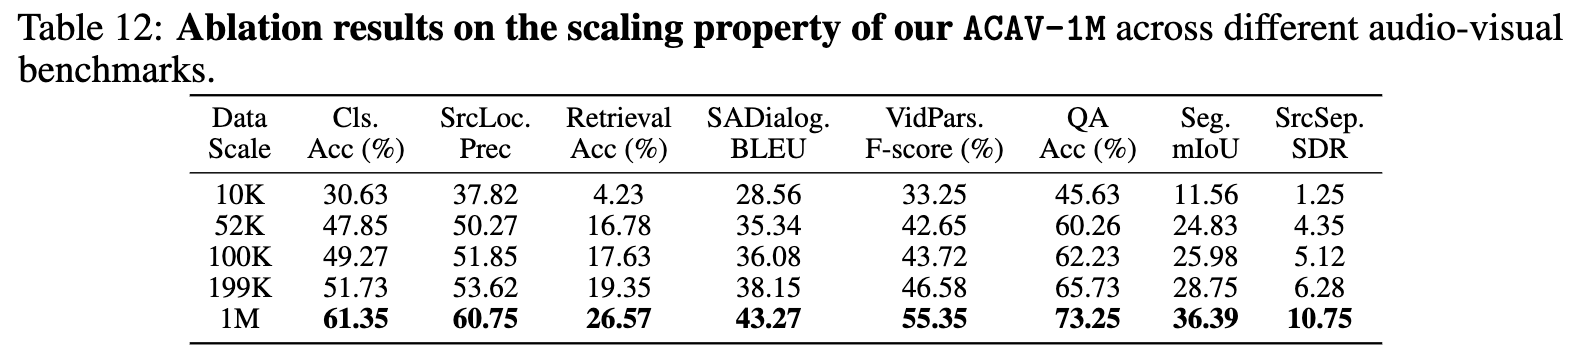 Table 12: Ablation results on the scaling property of our ACAV-1M across different audio-visual
benchmarks.
Data Cls. SrcLoc. Retrieval SADialog. VidPars. QA Seg. SrcSep.
Scale Acc (%) Prec Acc (%) BLEU F-score (%) Acc (%) mIoU SDR
10K 30.63 37.82 4.23 28.56 33.25 45.63 11.56 1.25
52K 47.85 50.27 16.78 35.34 42.65 60.26 24.83 4.35
100K 49.27 51.85 17.63 36.08 43.72 62.23 25.98 5.12
199K 51.73 53.62 19.35 38.15 46.58 65.73 28.75 6.28
1M 61.35 60.75 26.57 43.27 55.35 73.25 36.39 10.75